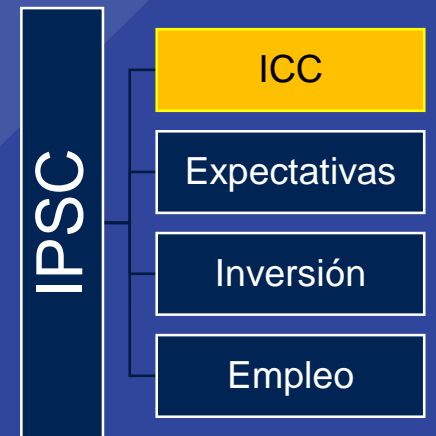 IPSC
ICC
Expectativas
Inversión
Empleo